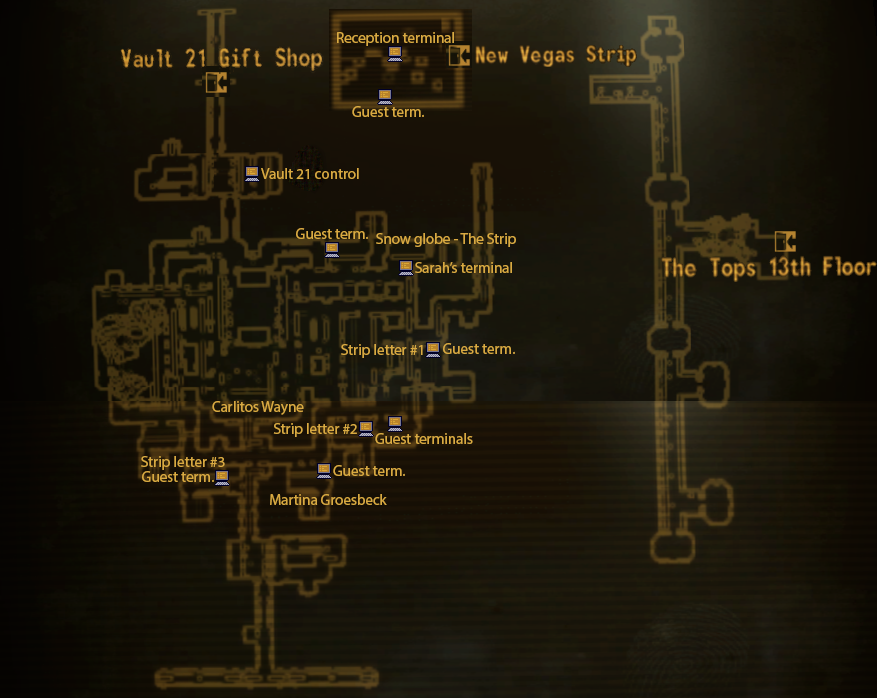 Reception terminal
Vault 21 Gift Shop
New Vegas Strip
Guest term.
Vault 21 control
Guest term.
Snow globe - The Strip
Sarah's terminal
The Tops 13th Floor
Strip letter #1
Guest term.
Carlitos Wayne
Strip letter #2
Guest terminals
Strip letter #3
Guest term.
Guest term.
Martina Groesbeck